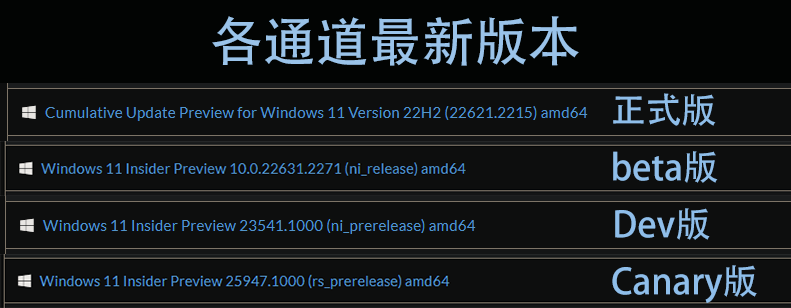 各通道最新版本
Cumulative Update Preview for Windows 11 Version 22H2 (22621.2215) amd64 正式版
Windows 11 Insider Preview 10.0.22631.2271 (ni_release) amd64 beta版
Windows 11 Insider Preview 23541.1000 (ni_prerelease) amd64 Dev版
Windows 11 Insider Preview 25947.1000 (rs_prerelease) amd64 Canary版